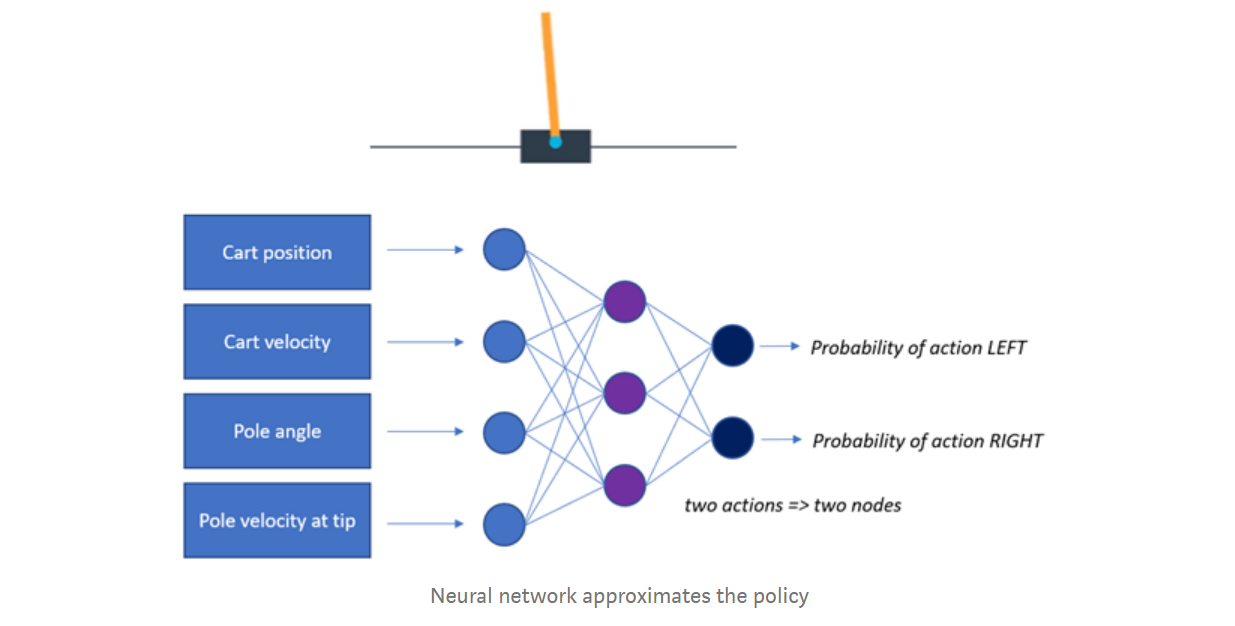 Cart position
Cart velocity
Pole angle
Pole velocity at tip
Probability of action LEFT
Probability of action RIGHT
two actions => two nodes
Neural network approximates the policy